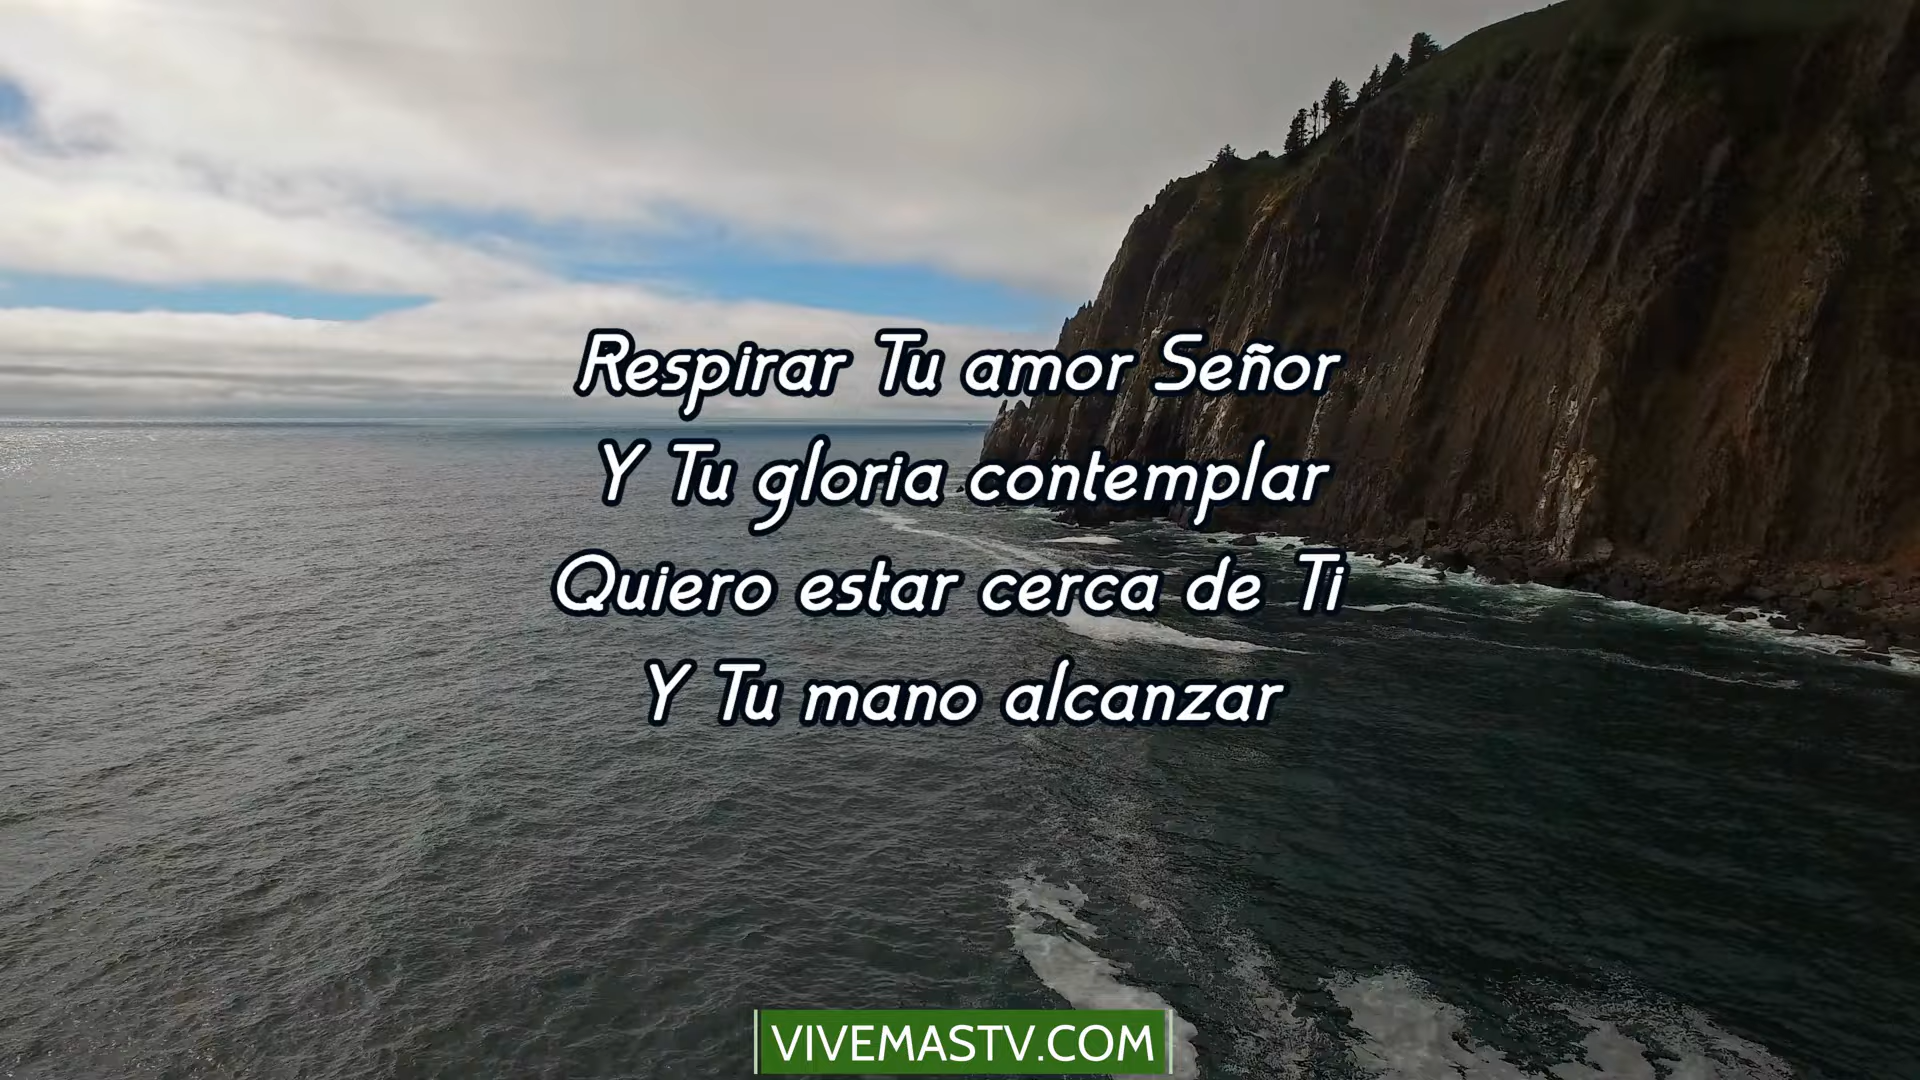 Respirar Tu amor Señor
Y Tu gloria contemplar
Quiero estar cerca de Ti
Y Tu mano alcanzar
VIVEMASTV.COM